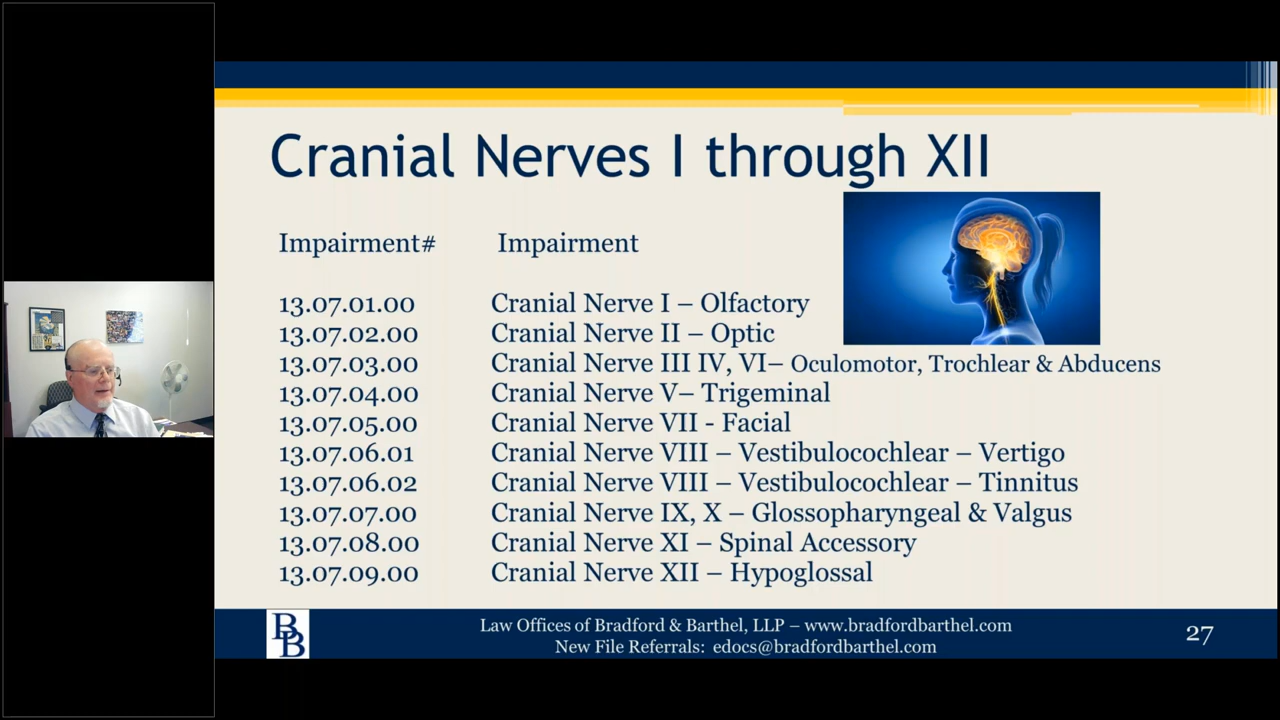 Cranial Nerves I through XII
Impairment# Impairment
13.07.01.00 Cranial Nerve I – Olfactory
13.07.02.00 Cranial Nerve II – Optic
13.07.03.00 Cranial Nerve III IV, VI– Oculomotor, Trochlear & Abducens
13.07.04.00 Cranial Nerve V– Trigeminal
13.07.05.00 Cranial Nerve VII - Facial
13.07.06.01 Cranial Nerve VIII – Vestibulocochlear – Vertigo
13.07.06.02 Cranial Nerve VIII – Vestibulocochlear – Tinnitus
13.07.07.00 Cranial Nerve IX, X – Glossopharyngeal & Valgus
13.07.08.00 Cranial Nerve XI – Spinal Accessory
13.07.09.00 Cranial Nerve XII – Hypoglossal
BB
Law Offices of Bradford & Barthel, LLP – www.bradfordbarthel.com
New File Referrals: edocs@bradfordbarthel.com
27